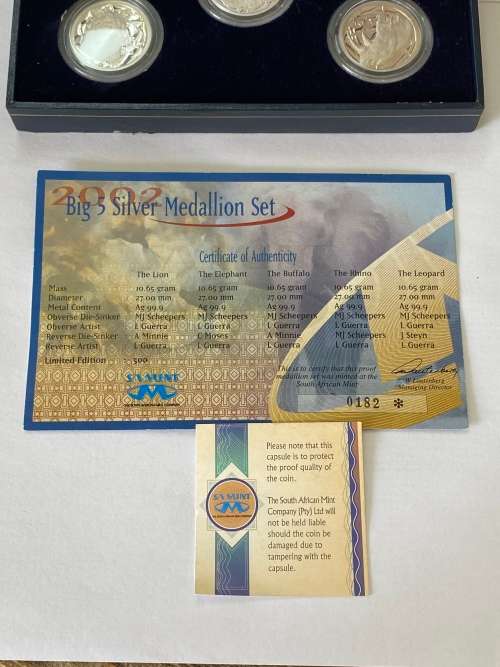 2002
Big 5 Silver Medallion Set
Certificate of Authenticity
The Lion The Elephant The Buffalo The Rhino The Leopard
Mass 10.65 gram 10.65 gram 10.65 gram 10.65 gram 10.65 gram
Diameter 27.00 mm 27.00 mm 27.00 mm 27.00 mm 27.00 mm
Metal Content Ag 99.9 Ag 99.9 Ag 99.9 Ag 99.9 Ag 99.9
Obverse Die-Sinker MJ Scheepers MJ Scheepers MJ Scheepers MJ Scheepers MJ Scheepers
Obverse Artist L Guerra L Guerra L Guerra L Guerra L Guerra
Reverse Die-Sinker A Minnie C Moses A Minnie MJ Scheepers J Steyn
Reverse Artist L Guerra L Guerra L Guerra L Guerra L Guerra
Limited Edition - 500
This is to certify that this proof
medallion set was minted at the
South African Mint
W Lautenberg
Managing Director
SA MINT
0182 *
Please note that this
capsule is to protect
the proof quality of
the coin.
SA MINT
The South African Mint
Company (Pty) Ltd will
not be held liable
should the coin be
damaged due to
tampering with the
capsule.